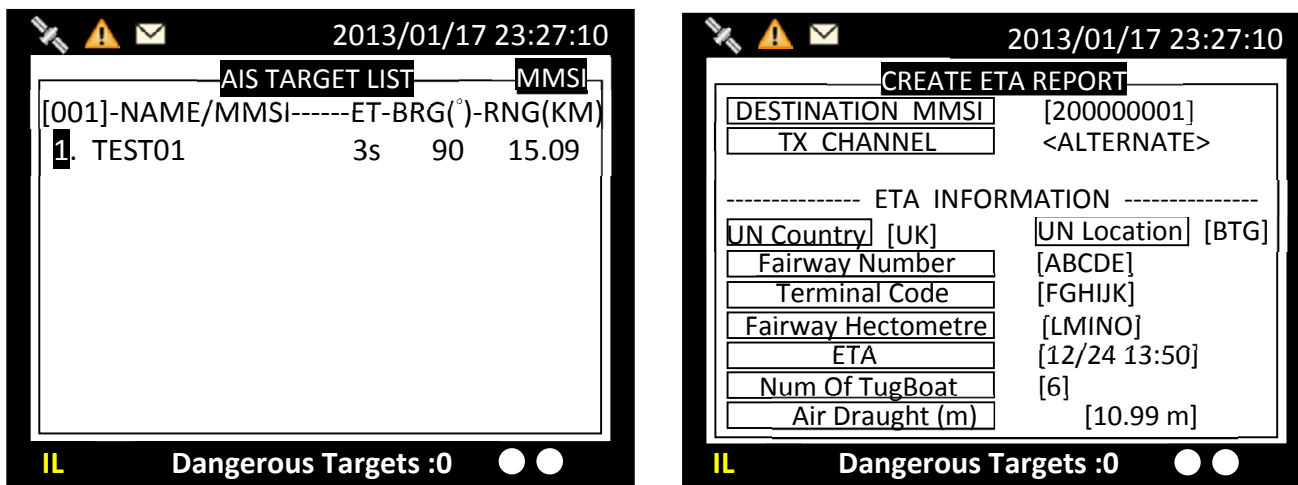 2013/01/17 23:27:10
AIS TARGET LIST MMSI
[001]-NAME/MMSI------ET-BRG(°)-RNG(KM)
1. TEST01 3s 90 15.09
IL Dangerous Targets :0
2013/01/17 23:27:10
CREATE ETA REPORT
DESTINATION MMSI [200000001]
TX CHANNEL <ALTERNATE>
--------------- ETA INFORMATION ---------------
UN Country [UK] UN Location [BTG]
Fairway Number [ABCDE]
Terminal Code [FGHIJK]
Fairway Hectometre [LMINO]
ETA [12/24 13:50]
Num Of TugBoat [6]
Air Draught (m) [10.99 m]
IL Dangerous Targets :0